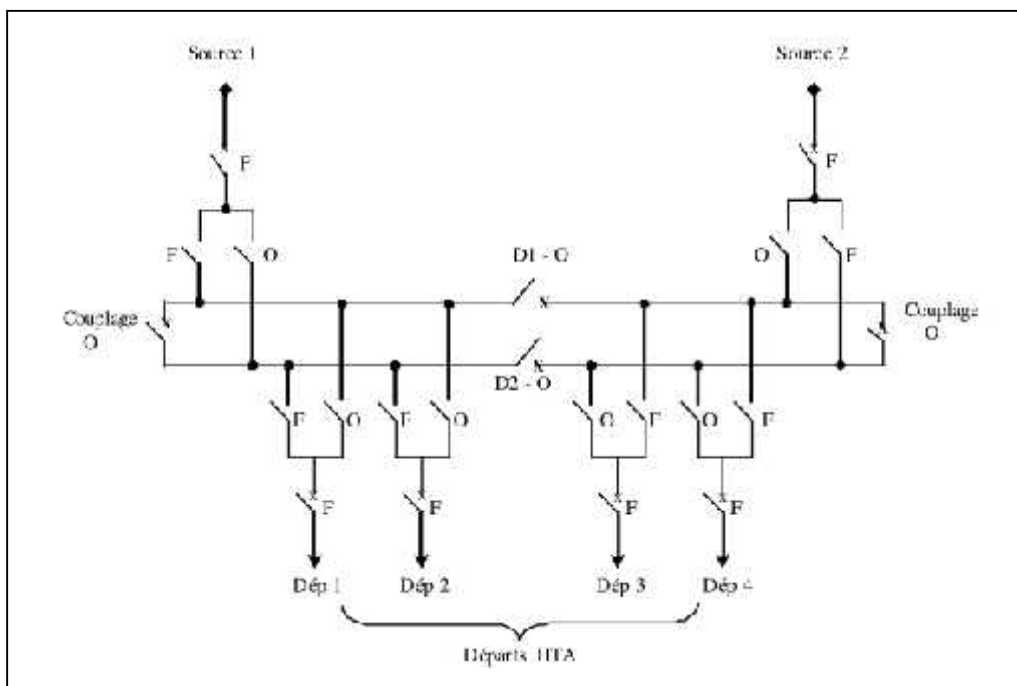 Source 1
Source 2
F
F
F
O
O
F
D1 - O
Couplage
O
Couplage
O
D2 - O
F
O
F
O
O
F
O
F
F
F
F
F
Dép 1
Dép 2
Dép 3
Dép 4
Départs HTA